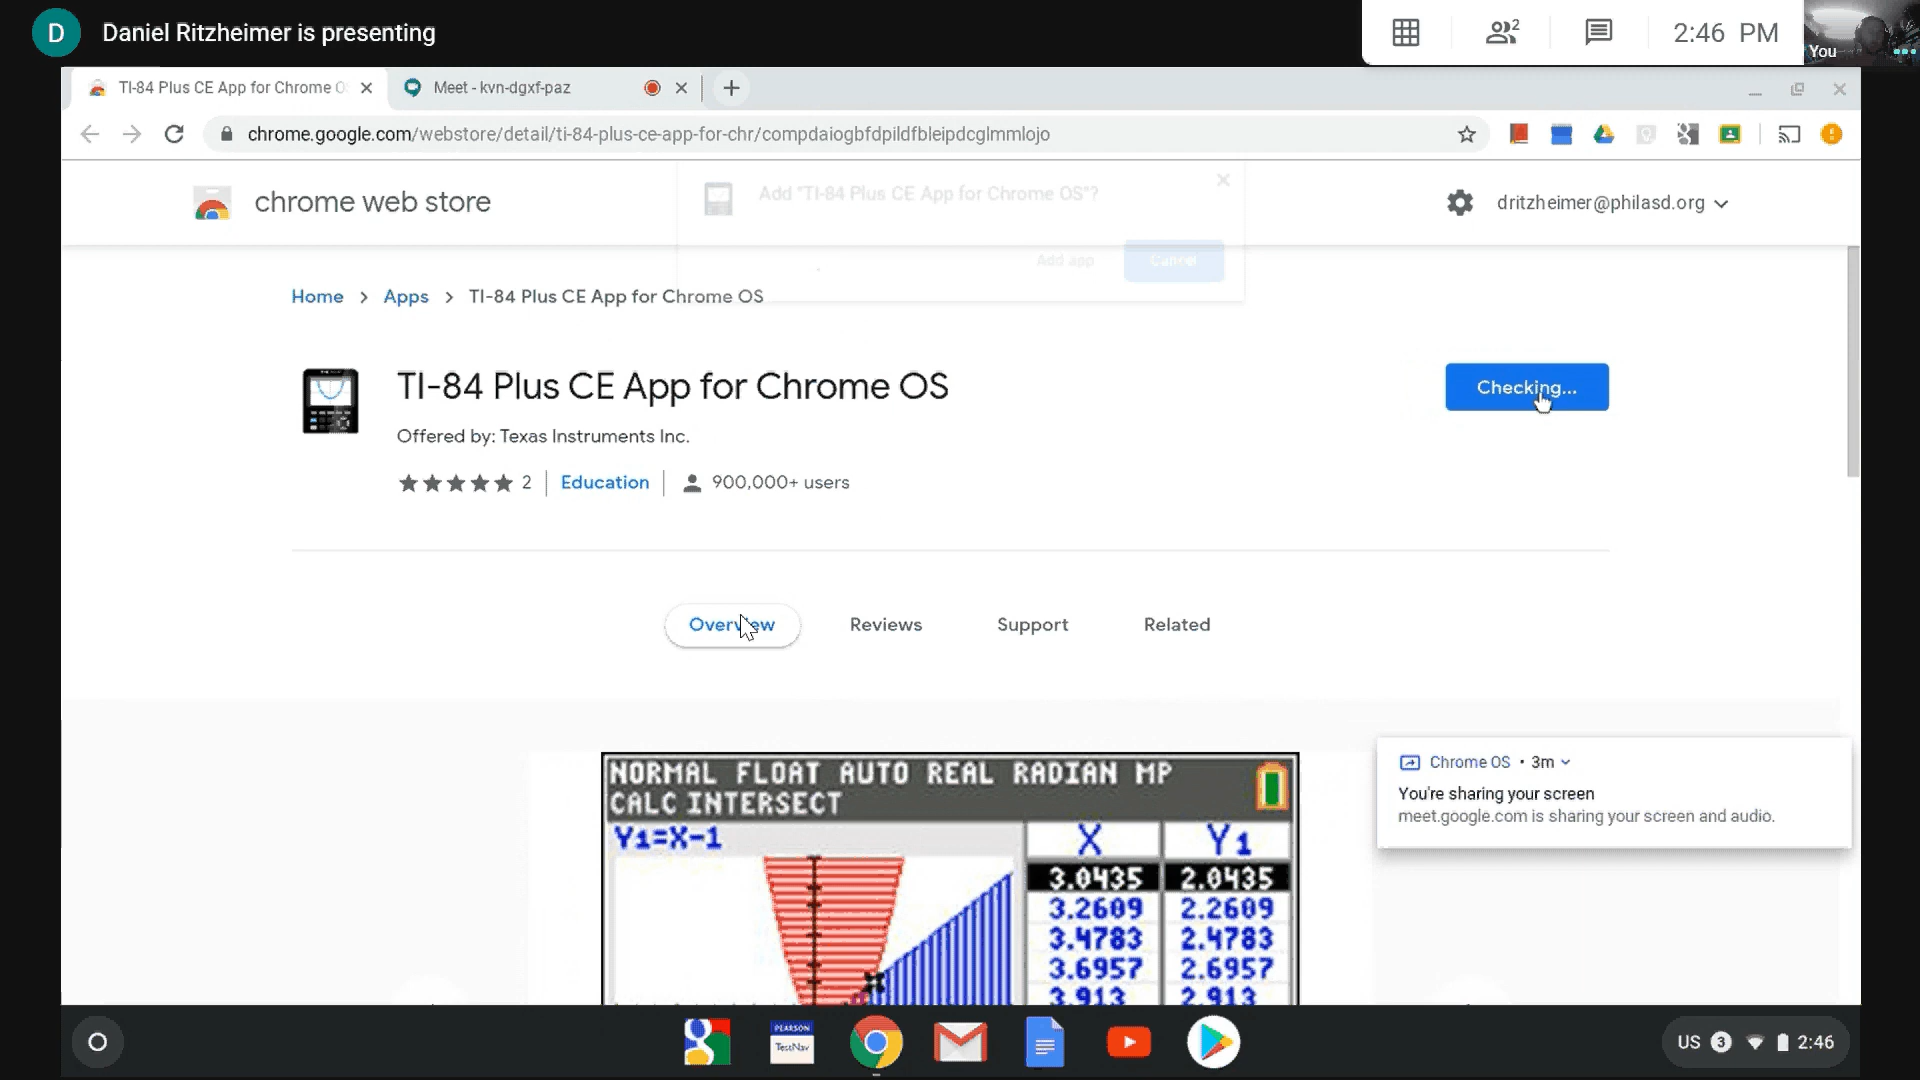 D
Daniel Ritzheimer is presenting
2
2:46 PM
You
TI-84 Plus CE App for Chrome O
Meet - kvn-dgxf-paz
chrome.google.com/webstore/detail/ti-84-plus-ce-app-for-chr/compdaiogbfdpildfbleipdcglmmlojo
chrome web store
Add "TI-84 Plus CE App for Chrome OS"?
Add app
Cancel
dritzheimer@philasd.org
Home > Apps > TI-84 Plus CE App for Chrome OS
TI-84 Plus CE App for Chrome OS
Checking...
Offered by: Texas Instruments Inc.
2
Education
900,000+ users
Overview
Reviews
Support
Related
NORMAL FLOAT AUTO REAL RADIAN MP
CALC INTERSECT
Y1=X-1
X Y1
3.0435 2.0435
3.2609 2.2609
3.4783 2.4783
3.6957 2.6957
3.913 2.913
Chrome OS • 3m
You're sharing your screen
meet.google.com is sharing your screen and audio.
PEARSON
TestNav
US 3 2:46